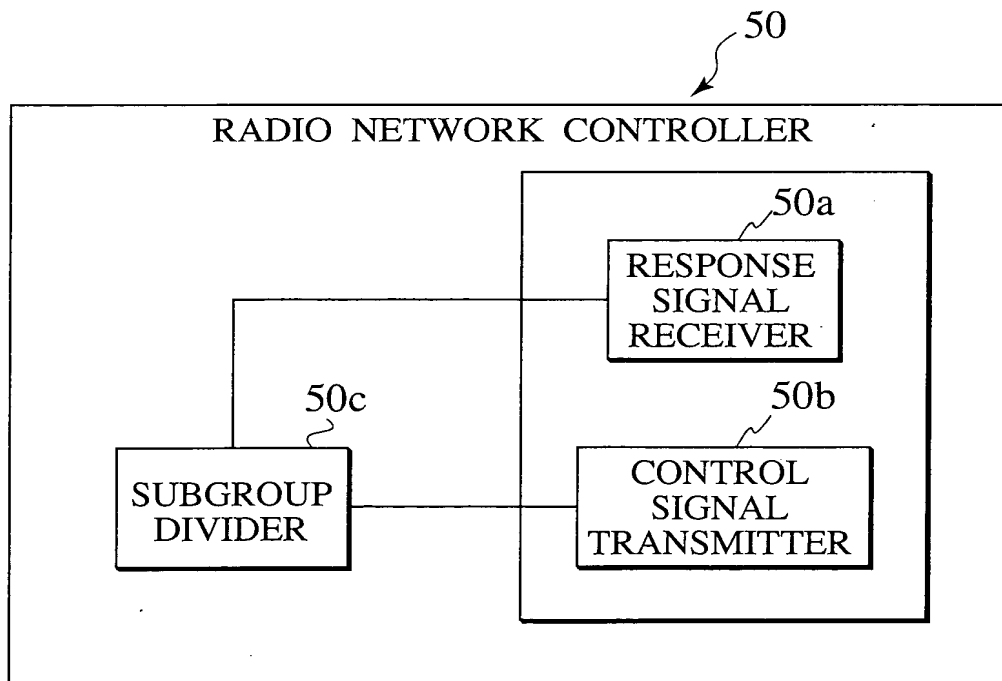 50
RADIO NETWORK CONTROLLER
50a
RESPONSE
SIGNAL
RECEIVER
50c
50b
SUBGROUP
DIVIDER
CONTROL
SIGNAL
TRANSMITTER